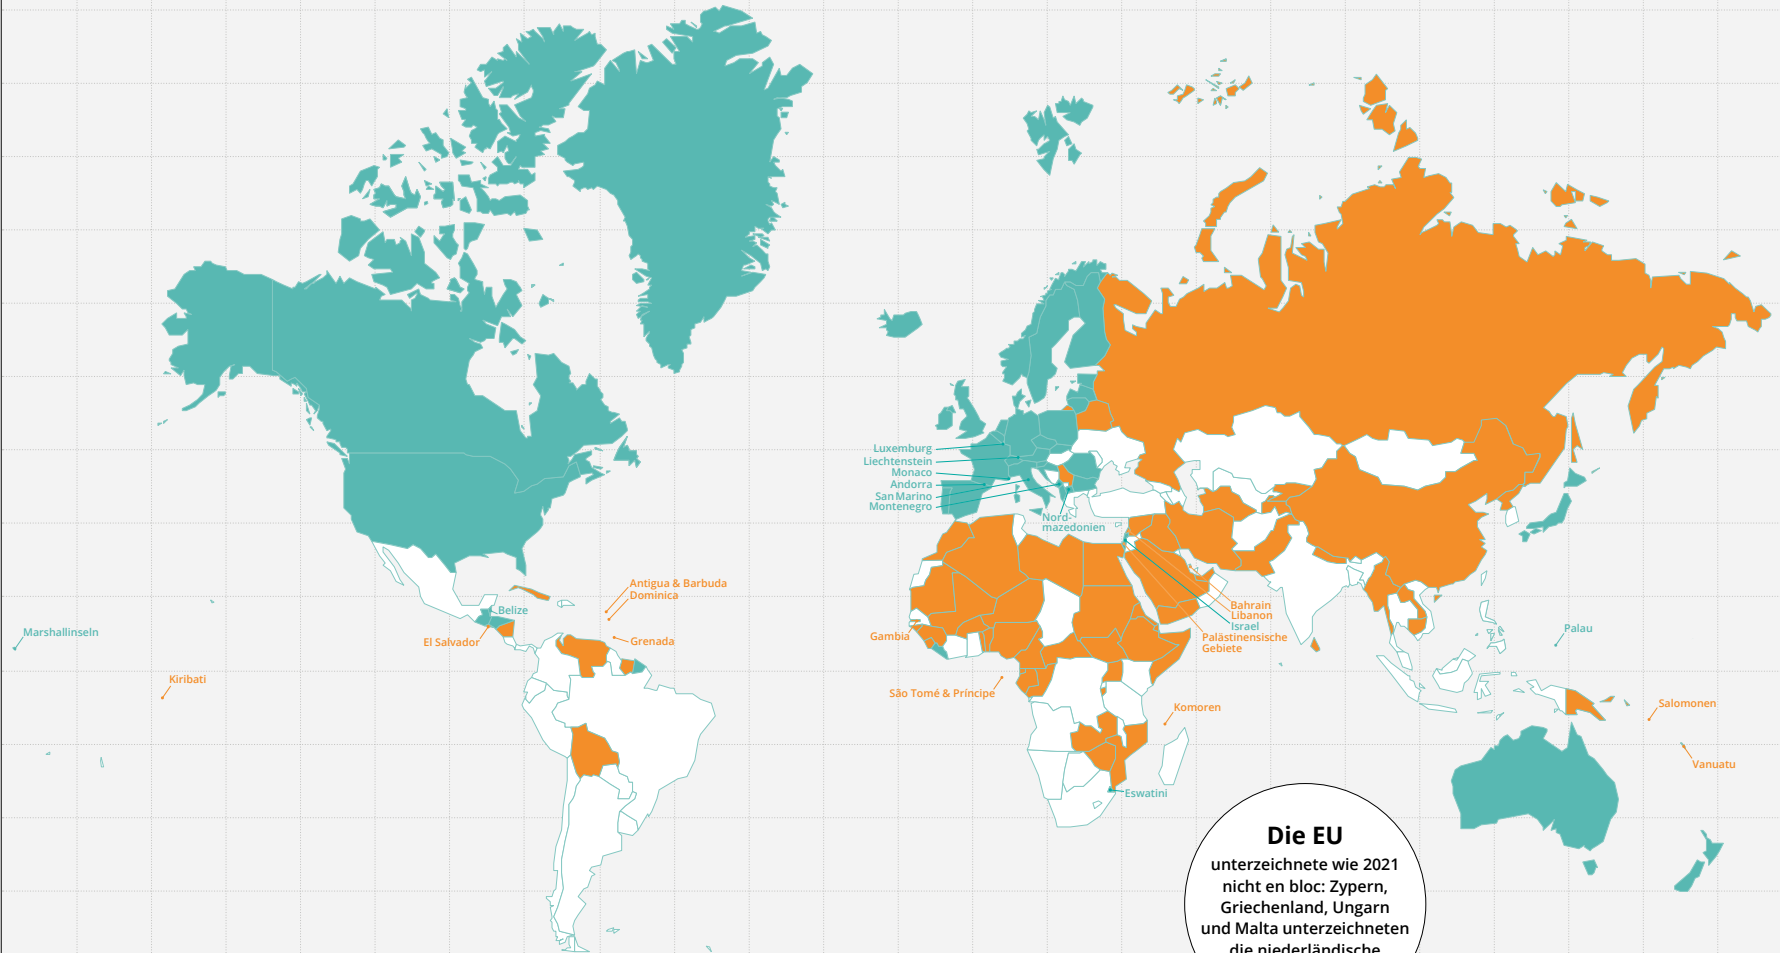 Luxemburg
Liechtenstein
Monaco
Andorra
San Marino
Montenegro
Nord-
mazedonien
Antigua & Barbuda
Dominica
Belize
Marshallinseln
El Salvador
Grenada
Kiribati
Gambia
São Tomé & Príncipe
Bahrain
Libanon
Israel
Palästinensische
Gebiete
Palau
Komoren
Salomonen
Vanuatu
Eswatini
Die EU
unterzeichnete wie 2021
nicht en bloc: Zypern,
Griechenland, Ungarn
und Malta unterzeichneten
die niederländische